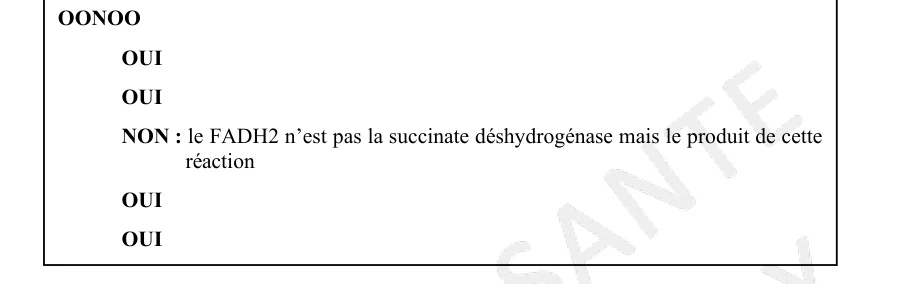 OONOO
OUI
OUI
NON : le FADH2 n’est pas la succinate déshydrogénase mais le produit de cette
réaction
OUI
OUI
SANTE